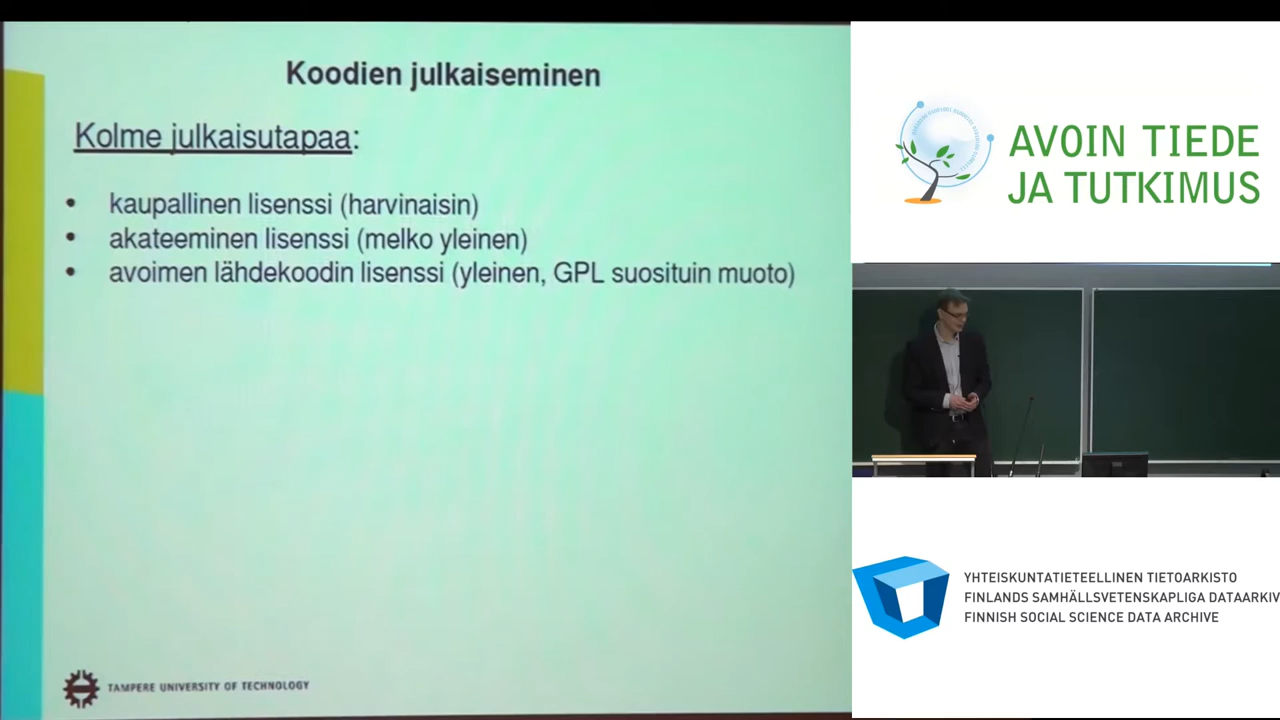 Koodien julkaiseminen
Kolme julkaisutapaa:
• kaupallinen lisenssi (harvinaisin)
• akateeminen lisenssi (melko yleinen)
• avoimen lähdekoodin lisenssi (yleinen, GPL suosituin muoto)
TAMPERE UNIVERSITY OF TECHNOLOGY
AVOIN TIEDE
JA TUTKIMUS
YHTEISKUNTATIETEELLINEN TIETOARKISTO
FINLANDS SAMHÄLLSVETENSKAPLIGA DATAARKIV
FINNISH SOCIAL SCIENCE DATA ARCHIVE